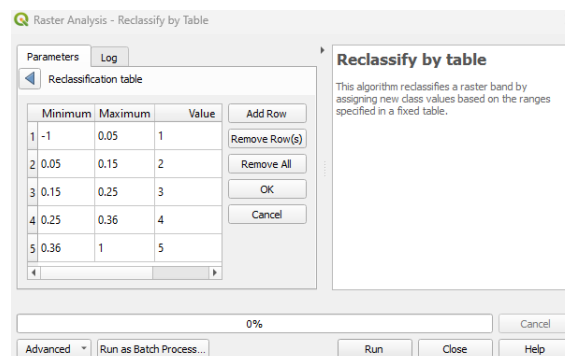 Raster Analysis - Reclassify by Table
Parameters Log
Reclassification table
Minimum Maximum Value
1 -1 0.05 1
2 0.05 0.15 2
3 0.15 0.25 3
4 0.25 0.36 4
5 0.36 1 5
Add Row
Remove Row(s)
Remove All
OK
Cancel
Reclassify by table
This algorithm reclassifies a raster band by
assigning new class values based on the ranges
specified in a fixed table.
0%
Cancel
Advanced Run as Batch Process... Run Close Help